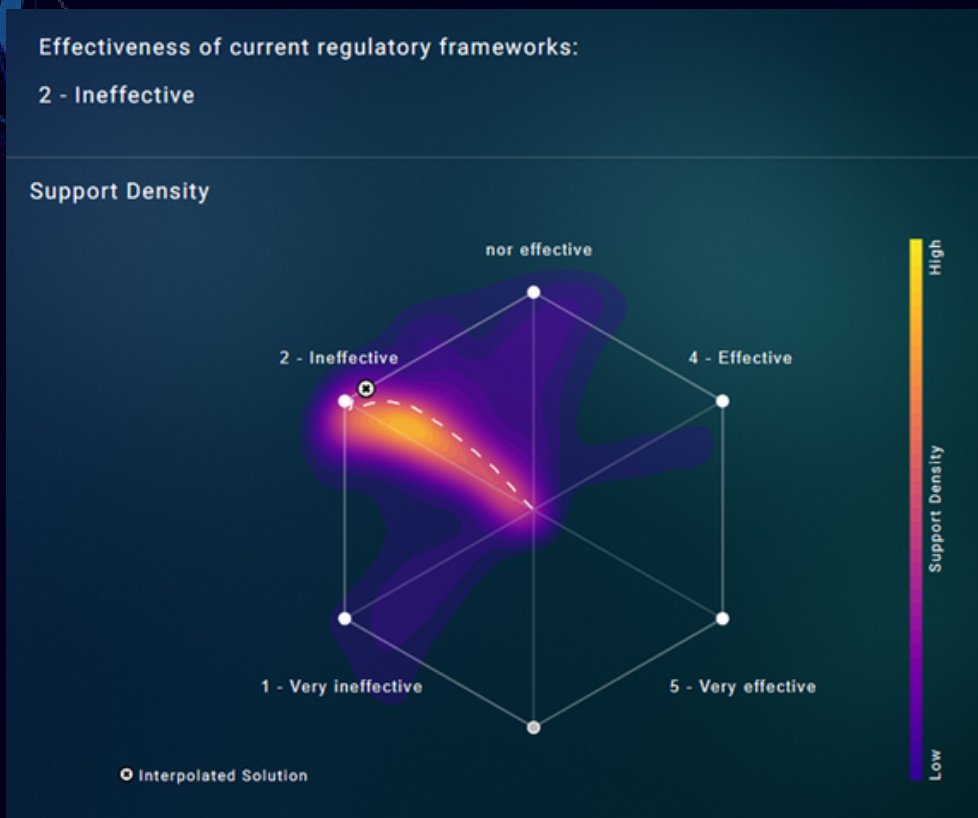 Effectiveness of current regulatory frameworks:
2 - Ineffective
Support Density
nor effective
2 - Ineffective
4 - Effective
1 - Very ineffective
5 - Very effective
Interpolated Solution
High
Support Density
Low